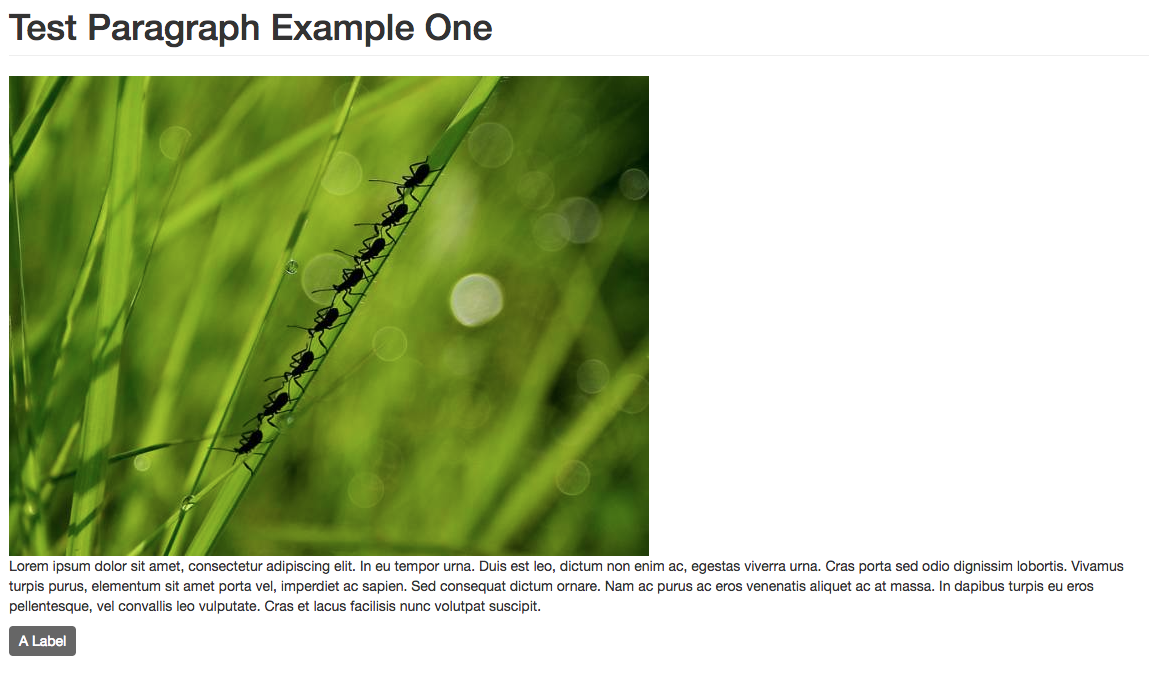 Test Paragraph Example One
Lorem ipsum dolor sit amet, consectetur adipiscing elit. In eu tempor urna. Duis est leo, dictum non enim ac, egestas viverra urna. Cras porta sed odio dignissim lobortis. Vivamus
turpis purus, elementum sit amet porta vel, imperdiet ac sapien. Sed consequat dictum ornare. Nam ac purus ac eros venenatis aliquet ac at massa. In dapibus turpis eu eros
pellentesque, vel convallis leo vulputate. Cras et lacus facilisis nunc volutpat suscipit.
A Label